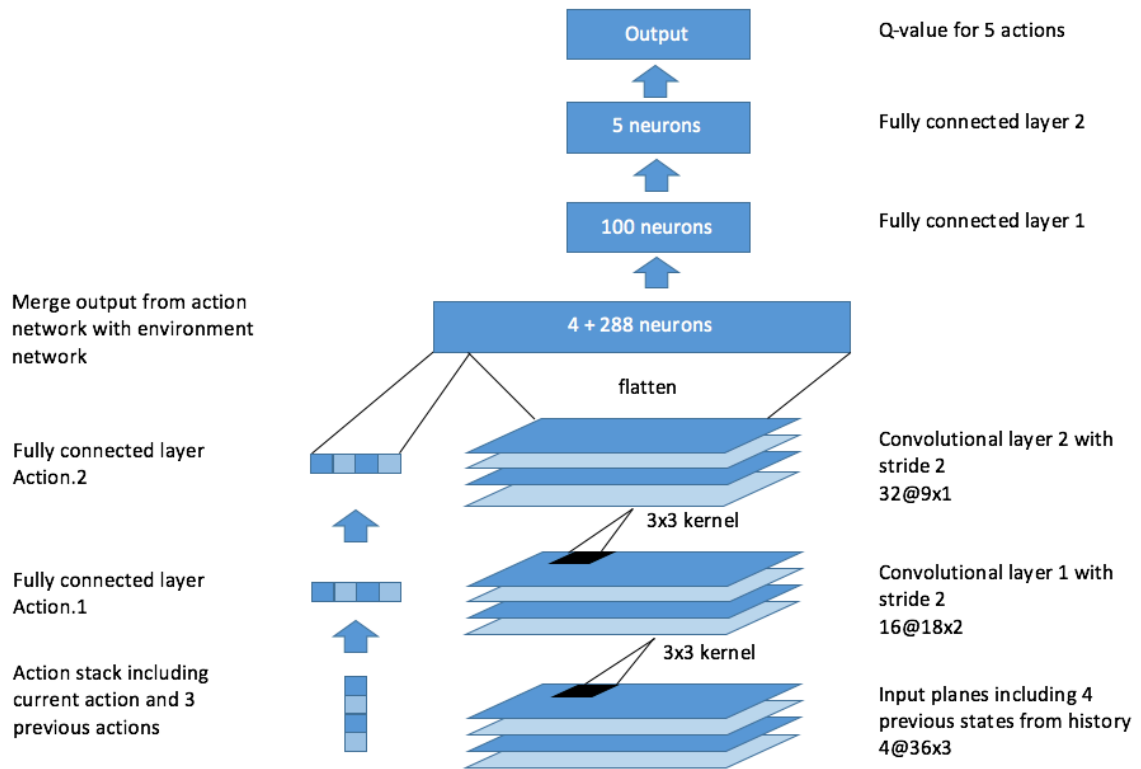 Output
Q-value for 5 actions
5 neurons
Fully connected layer 2
100 neurons
Fully connected layer 1
Merge output from action
network with environment
network
4 + 288 neurons
flatten
Fully connected layer
Action.2
Convolutional layer 2 with
stride 2
32@9x1
3x3 kernel
Fully connected layer
Action.1
Convolutional layer 1 with
stride 2
16@18x2
3x3 kernel
Action stack including
current action and 3
previous actions
Input planes including 4
previous states from history
4@36x3